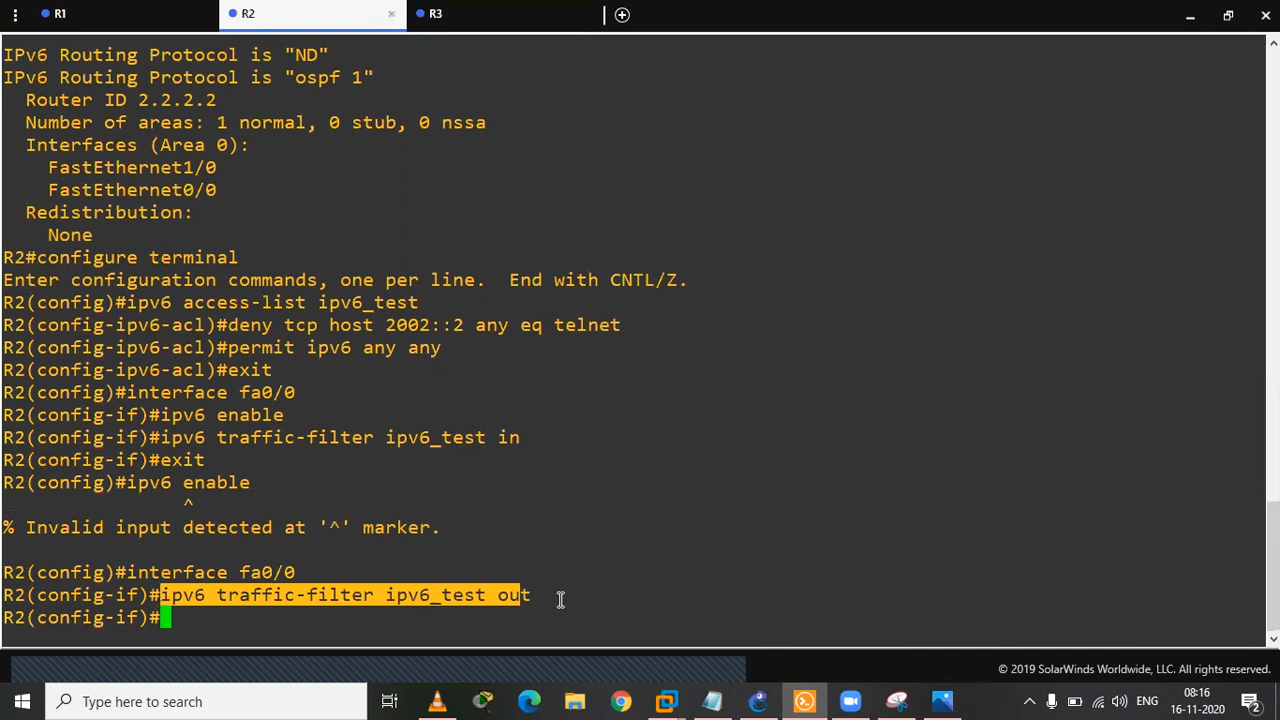 R1
R2
×
R3
IPv6 Routing Protocol is "ND"
IPv6 Routing Protocol is "ospf 1"
Router ID 2.2.2.2
Number of areas: 1 normal, 0 stub, 0 nssa
Interfaces (Area 0):
FastEthernet1/0
FastEthernet0/0
Redistribution:
None
R2#configure terminal
Enter configuration commands, one per line.  End with CNTL/Z.
R2(config)#ipv6 access-list ipv6_test
R2(config-ipv6-acl)#deny tcp host 2002::2 any eq telnet
R2(config-ipv6-acl)#permit ipv6 any any
R2(config-ipv6-acl)#exit
R2(config)#interface fa0/0
R2(config-if)#ipv6 enable
R2(config-if)#ipv6 traffic-filter ipv6_test in
R2(config-if)#exit
R2(config)#ipv6 enable
^
% Invalid input detected at '^' marker.
R2(config)#interface fa0/0
R2(config-if)#ipv6 traffic-filter ipv6_test out
R2(config-if)#
© 2019 SolarWinds Worldwide, LLC. All rights reserved.
Type here to search
ENG
08:16
16-11-2020
2